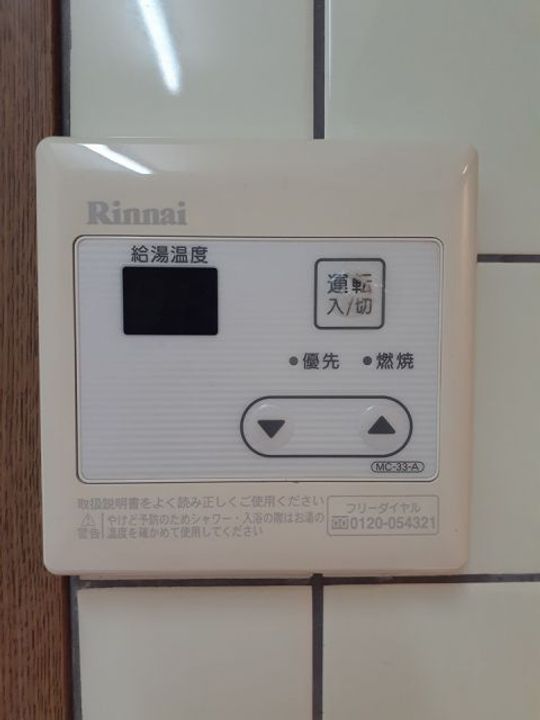 Rinnai
給湯温度
運転
入/切
優先
燃焼
MC-33-A
取扱説明書をよく読み正しくご使用ください
警告
やけど予防のためシャワー・入浴の際はお湯の
温度を確かめて使用してください
フリーダイヤル
0120-054321